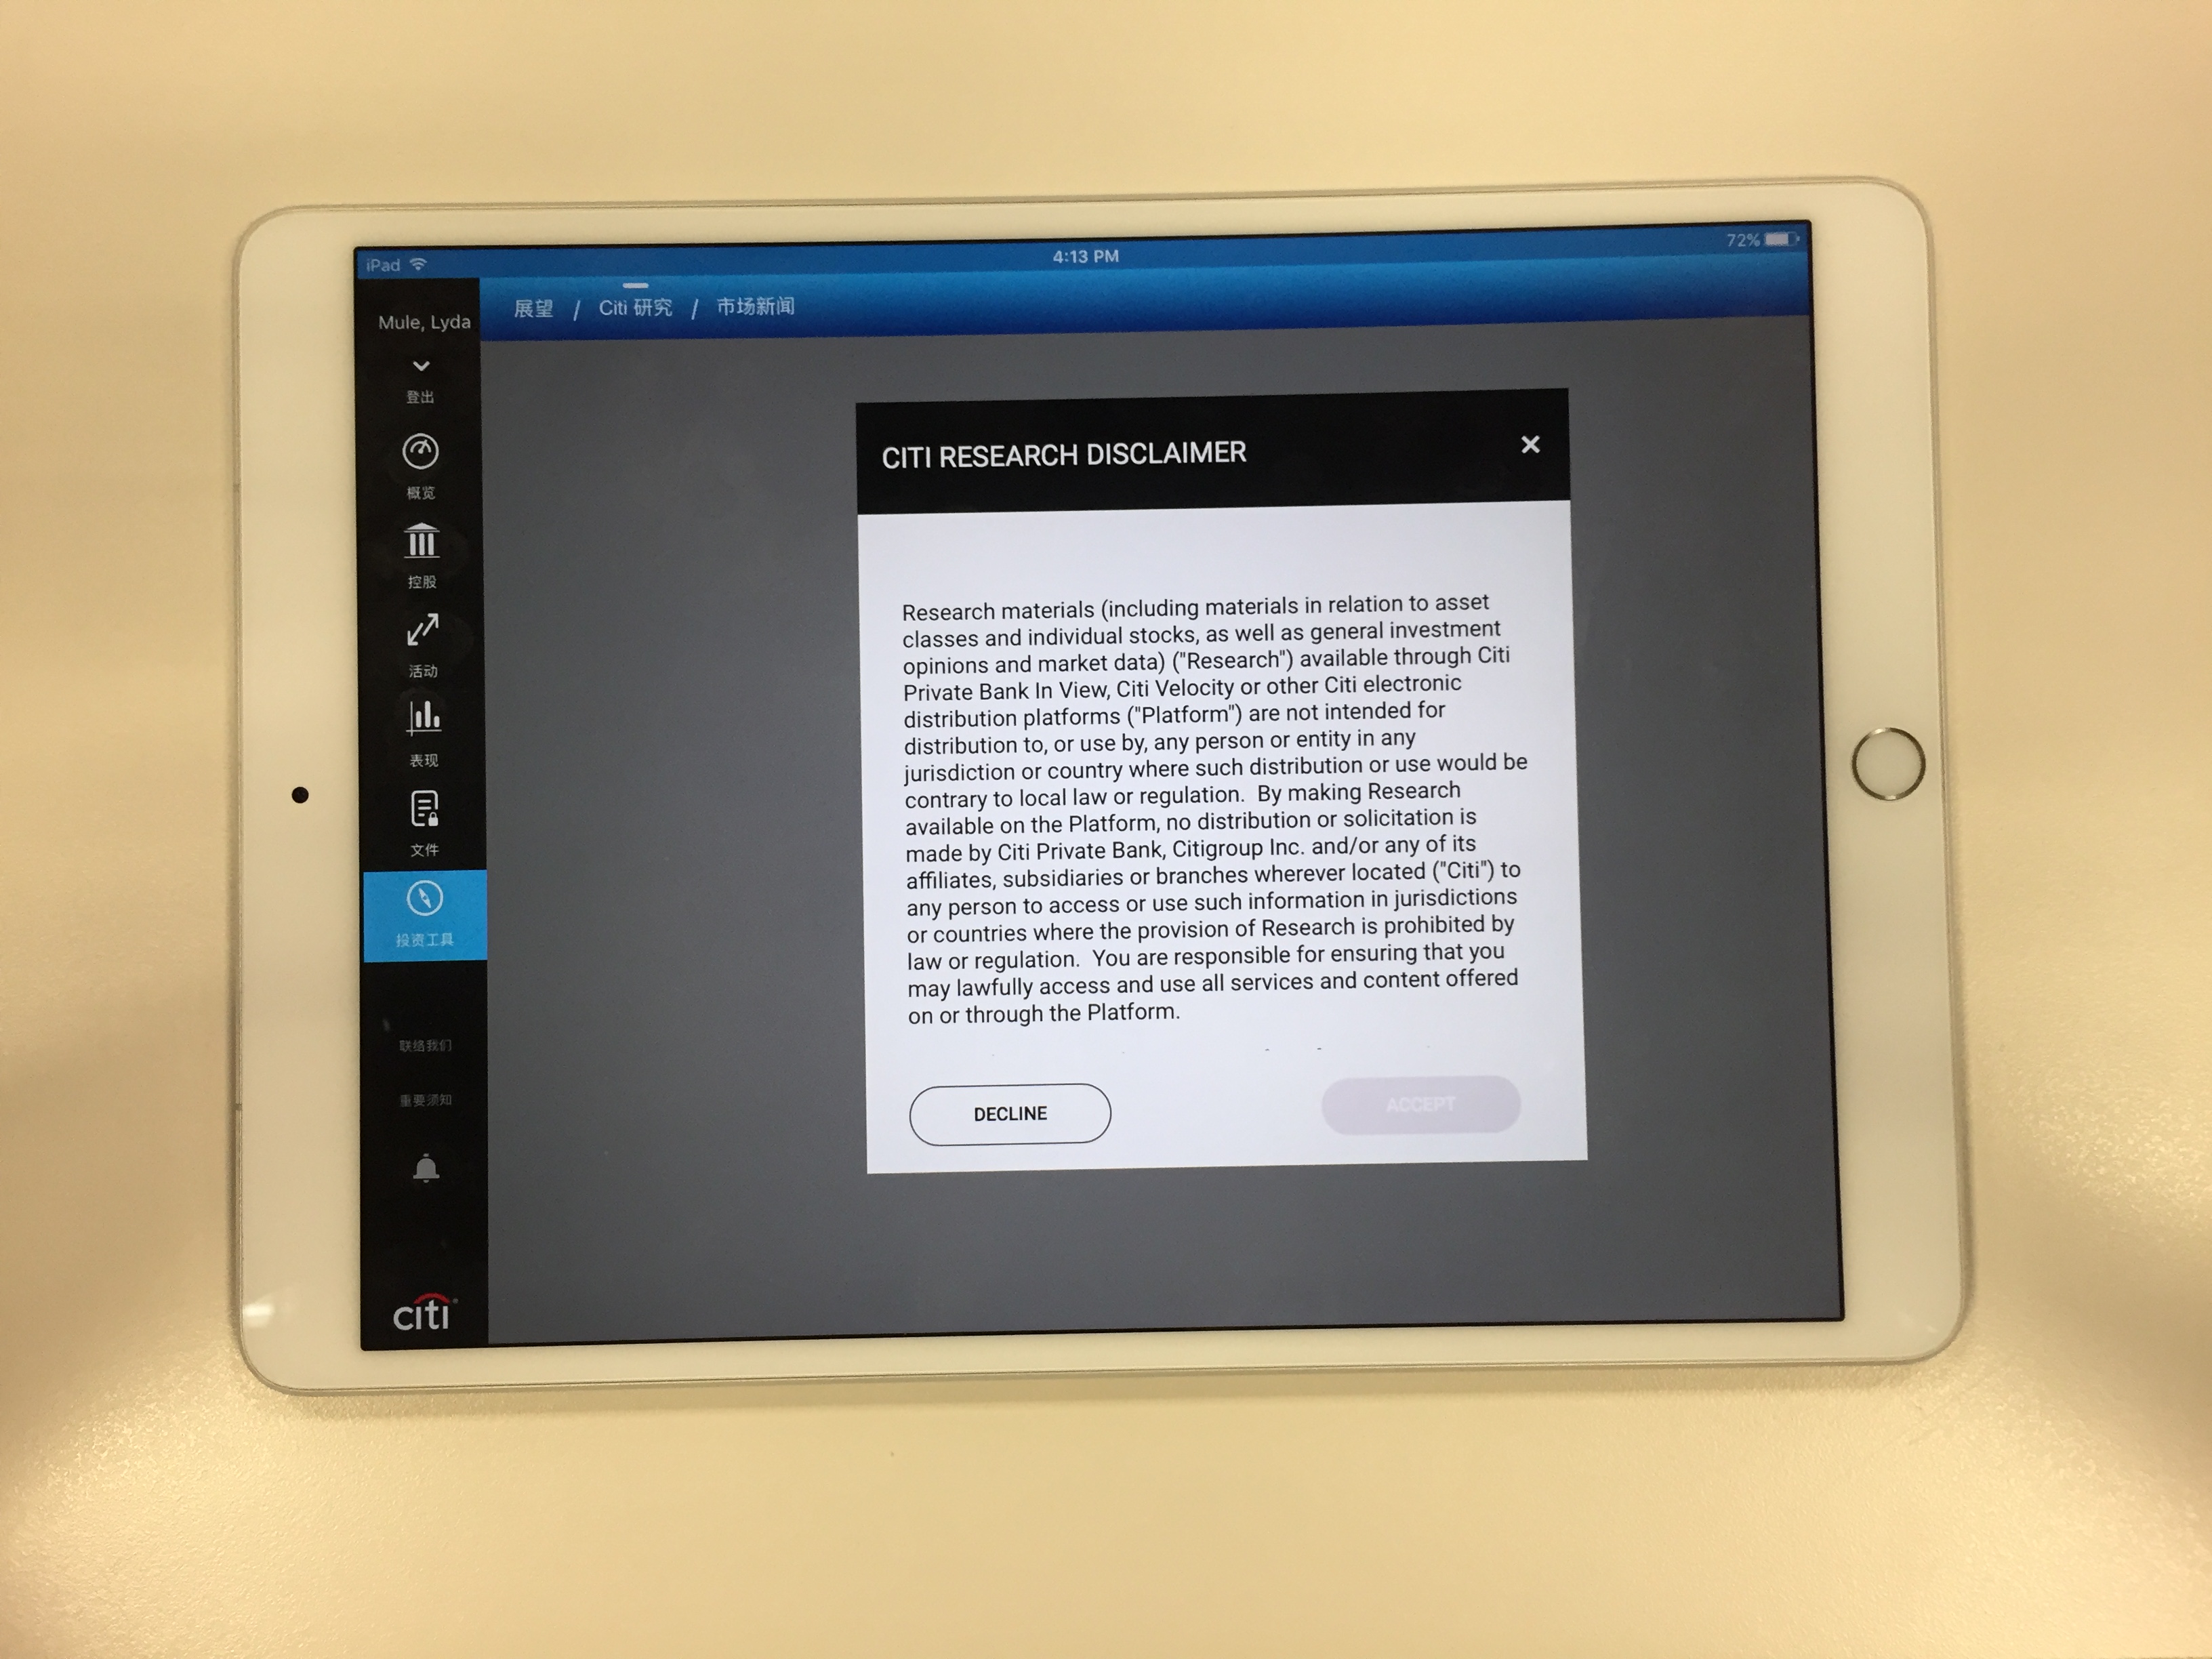 iPad
4:13 PM
72%
Mule, Lyda
展望 / Citi 研究 / 市场新闻
登出
概览
控股
活动
表现
文件
投资工具
联络我们
重要须知
citi
CITI RESEARCH DISCLAIMER
Research materials (including materials in relation to asset
classes and individual stocks, as well as general investment
opinions and market data) ("Research") available through Citi
Private Bank In View, Citi Velocity or other Citi electronic
distribution platforms ("Platform") are not intended for
distribution to, or use by, any person or entity in any
jurisdiction or country where such distribution or use would be
contrary to local law or regulation. By making Research
available on the Platform, no distribution or solicitation is
made by Citi Private Bank, Citigroup Inc. and/or any of its
affiliates, subsidiaries or branches wherever located ("Citi") to
any person to access or use such information in jurisdictions
or countries where the provision of Research is prohibited by
law or regulation. You are responsible for ensuring that you
may lawfully access and use all services and content offered
on or through the Platform.
DECLINE
ACCEPT